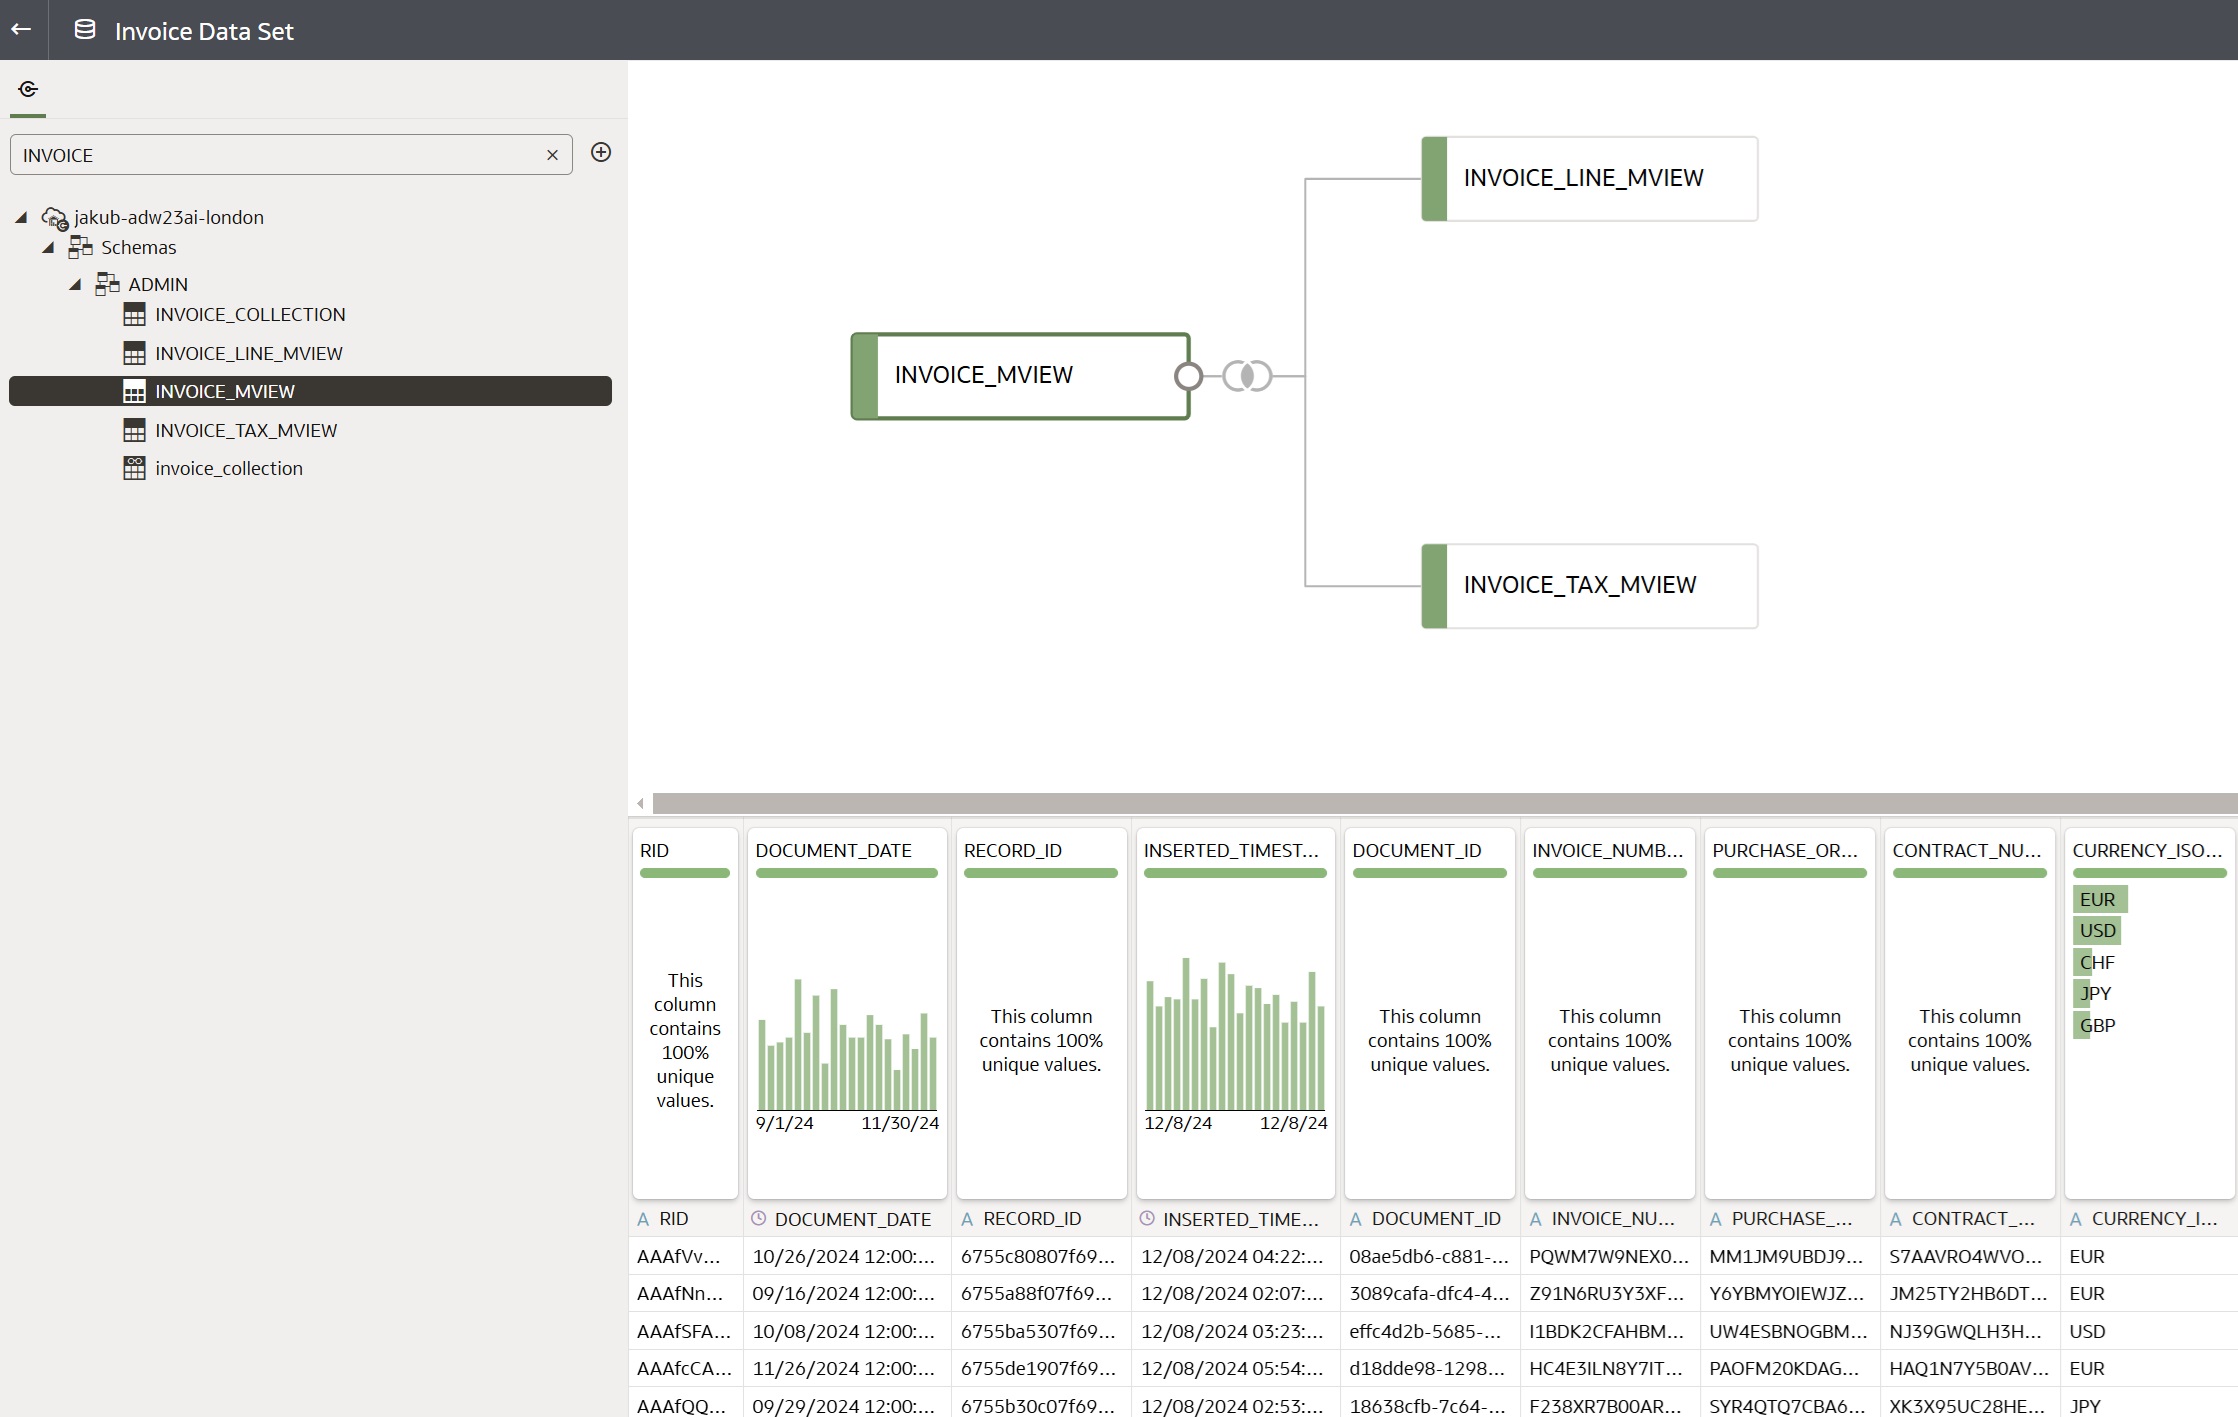 Invoice Data Set
INVOICE
jakub-adw23ai-london
Schemas
ADMIN
INVOICE_COLLECTION
INVOICE_LINE_MVIEW
INVOICE_MVIEW
INVOICE_TAX_MVIEW
invoice_collection
INVOICE_LINE_MVIEW
INVOICE_MVIEW
INVOICE_TAX_MVIEW
RID DOCUMENT_DATE RECORD_ID INSERTED_TIMEST... DOCUMENT_ID INVOICE_NUMB... PURCHASE_OR... CONTRACT_NU... CURRENCY_ISO...
This
column
contains
100%
unique
values.
9/1/24 11/30/24
This column
contains 100%
unique values.
12/8/24 12/8/24
This column
contains 100%
unique values.
This column
contains 100%
unique values.
This column
contains 100%
unique values.
This column
contains 100%
unique values.
EUR
USD
CHF
JPY
GBP
A RID DOCUMENT_DATE A RECORD_ID INSERTED_TIME... A DOCUMENT_ID A INVOICE_NU... A PURCHASE_... A CONTRACT_... A CURRENCY_I...
AAAfVv... 10/26/2024 12:00:... 6755c80807f69... 12/08/2024 04:22:... 08ae5db6-c881-... PQWM7W9NEX0... MM1JM9UBDJ9... S7AAVRO4WVO... EUR
AAAfNn... 09/16/2024 12:00:... 6755a88f07f69... 12/08/2024 02:07:... 3089cafa-dfc4-4... Z91N6RU3Y3XF... Y6YBMYOIEWJZ... JM25TY2HB6DT... EUR
AAAfSFA... 10/08/2024 12:00:... 6755ba5307f69... 12/08/2024 03:23:... effc4d2b-5685-... I1BDK2CFAHBM... UW4ESBNOGBM... NJ39GWQLH3H... USD
AAAfcCA... 11/26/2024 12:00:... 6755de1907f69... 12/08/2024 05:54:... d18dde98-1298... HC4E3ILN8Y7IT... PAOFM20KDAG... HAQ1N7Y5B0AV... EUR
AAAfQQ... 09/29/2024 12:00:... 6755b30c07f69... 12/08/2024 02:53:... 18638cfb-7c64-... F238XR7B00AR... SYR4QTQ7CBA6... XK3X95UC28HE... JPY